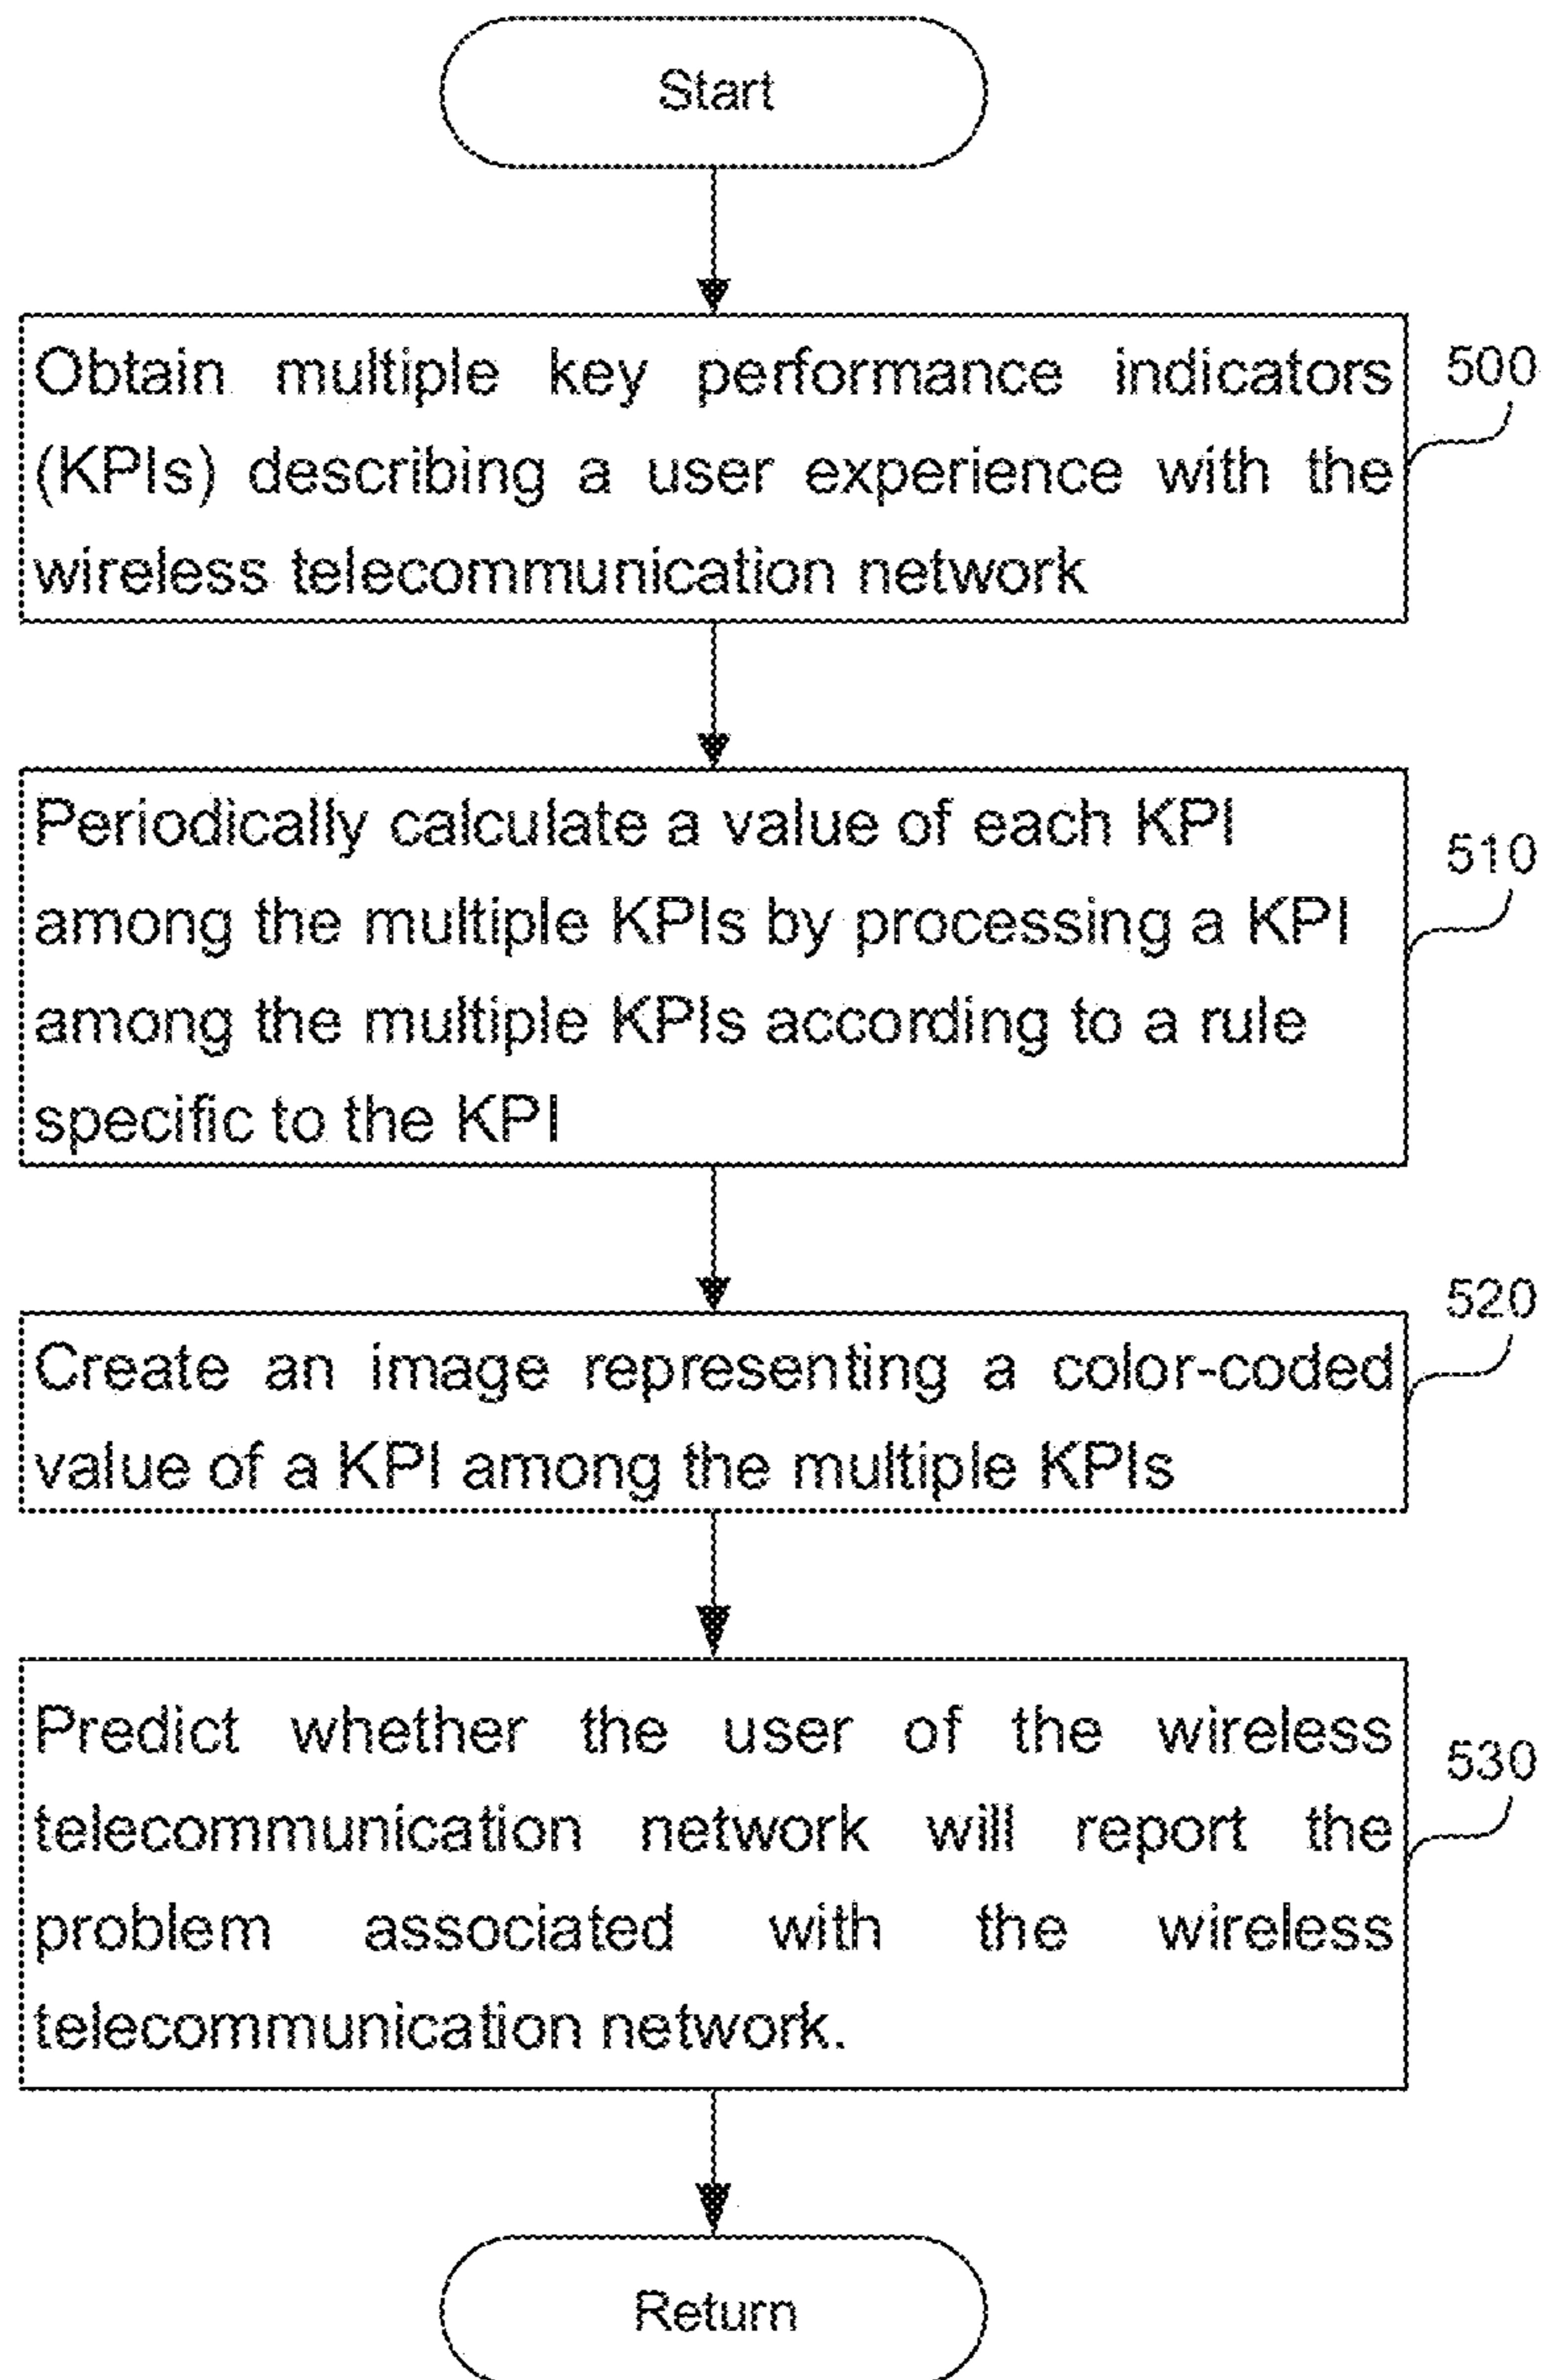 Start
Obtain multiple key performance indicators
(KPIs) describing a user experience with the
wireless telecommunication network
500
Periodically calculate a value of each KPI
among the multiple KPIs by processing a KPI
among the multiple KPIs according to a rule
specific to the KPI
510
Create an image representing a color-coded
value of a KPI among the multiple KPIs
520
Predict whether the user of the wireless
telecommunication network will report the
problem associated with the wireless
telecommunication network.
530
Return